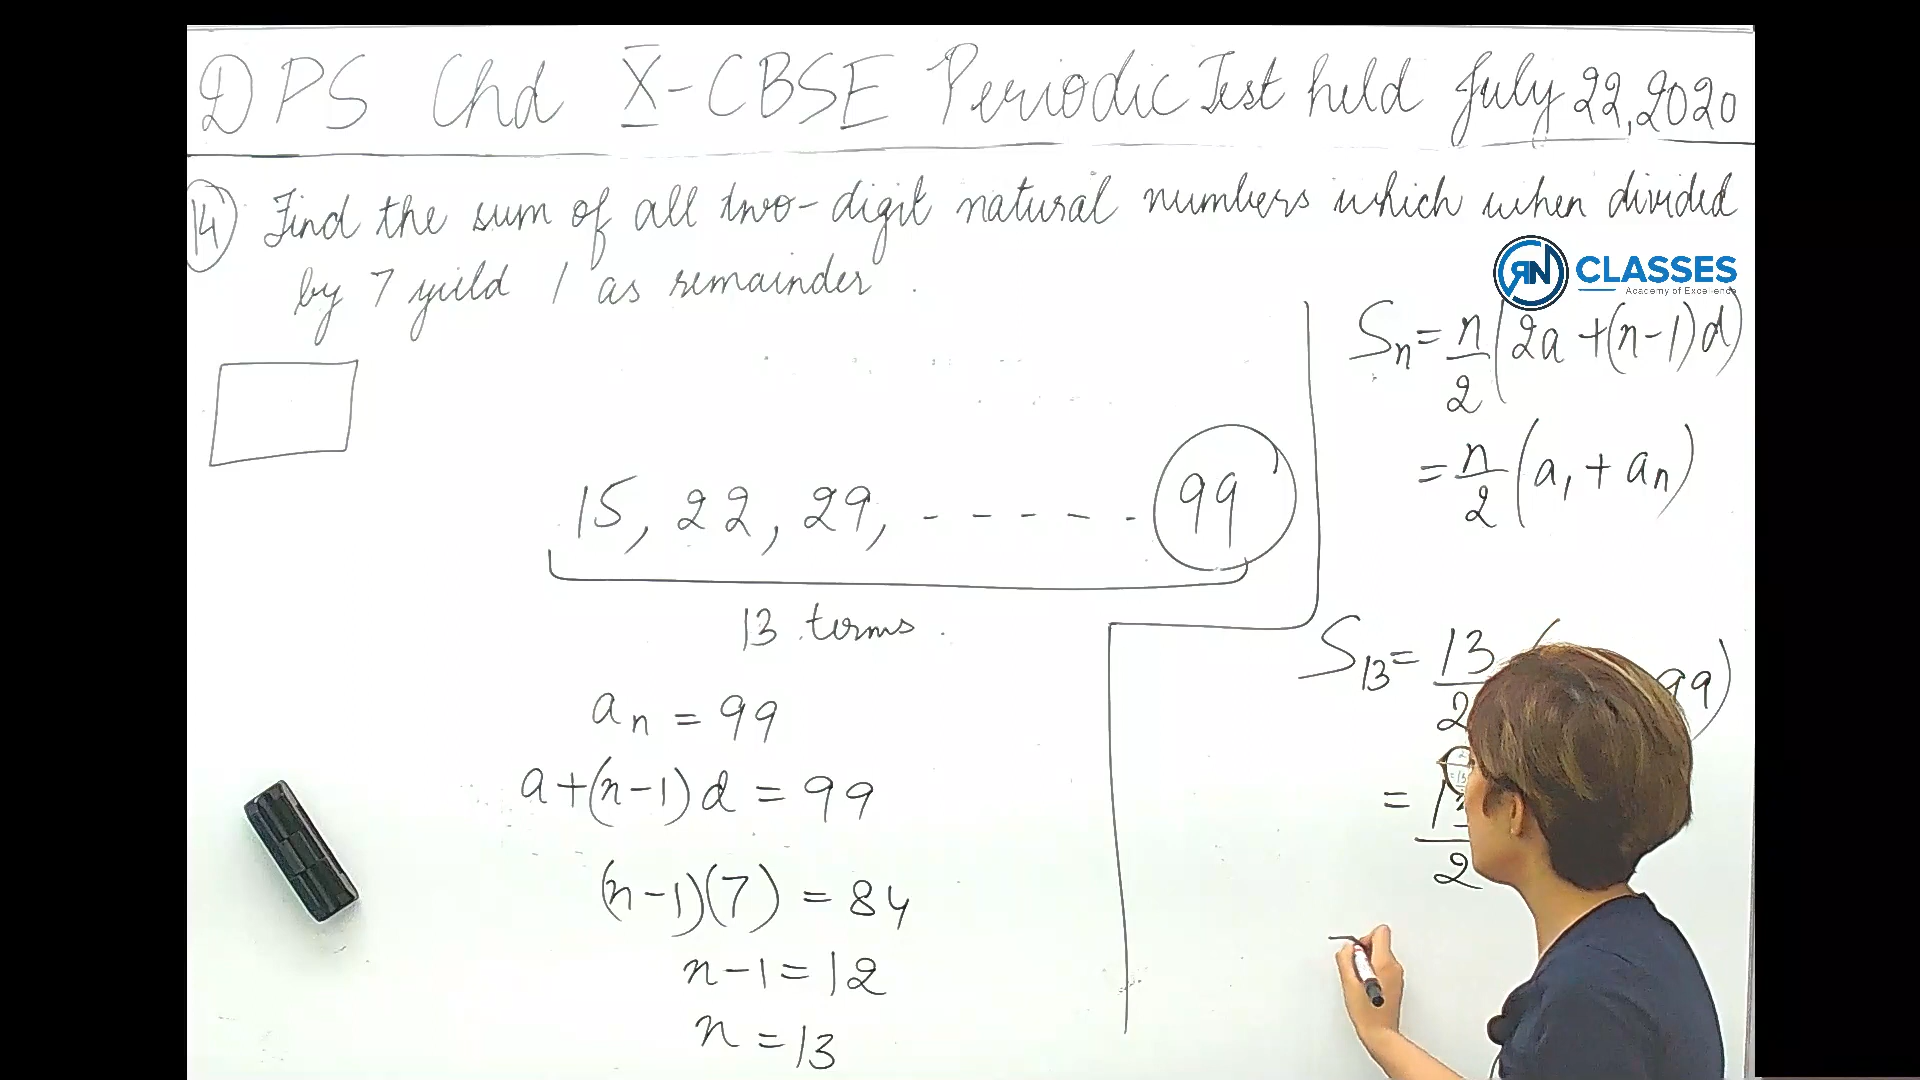 DPS Chd X-CBSE Periodic Test held July 22, 2020
14 Find the sum of all two-digit natural numbers which when divided
by 7 yield 1 as remainder.
RN CLASSES
Academy of Excellence
15, 22, 29, ------ 99
13 terms.
aₙ = 99
a+(n-1)d = 99
(n-1)(7) = 84
n-1 = 12
n = 13
Sₙ = n/2 (2a+(n-1)d)
= n/2 (a₁ + aₙ)
S₁₃ = 13/2 ( 99)
= 2